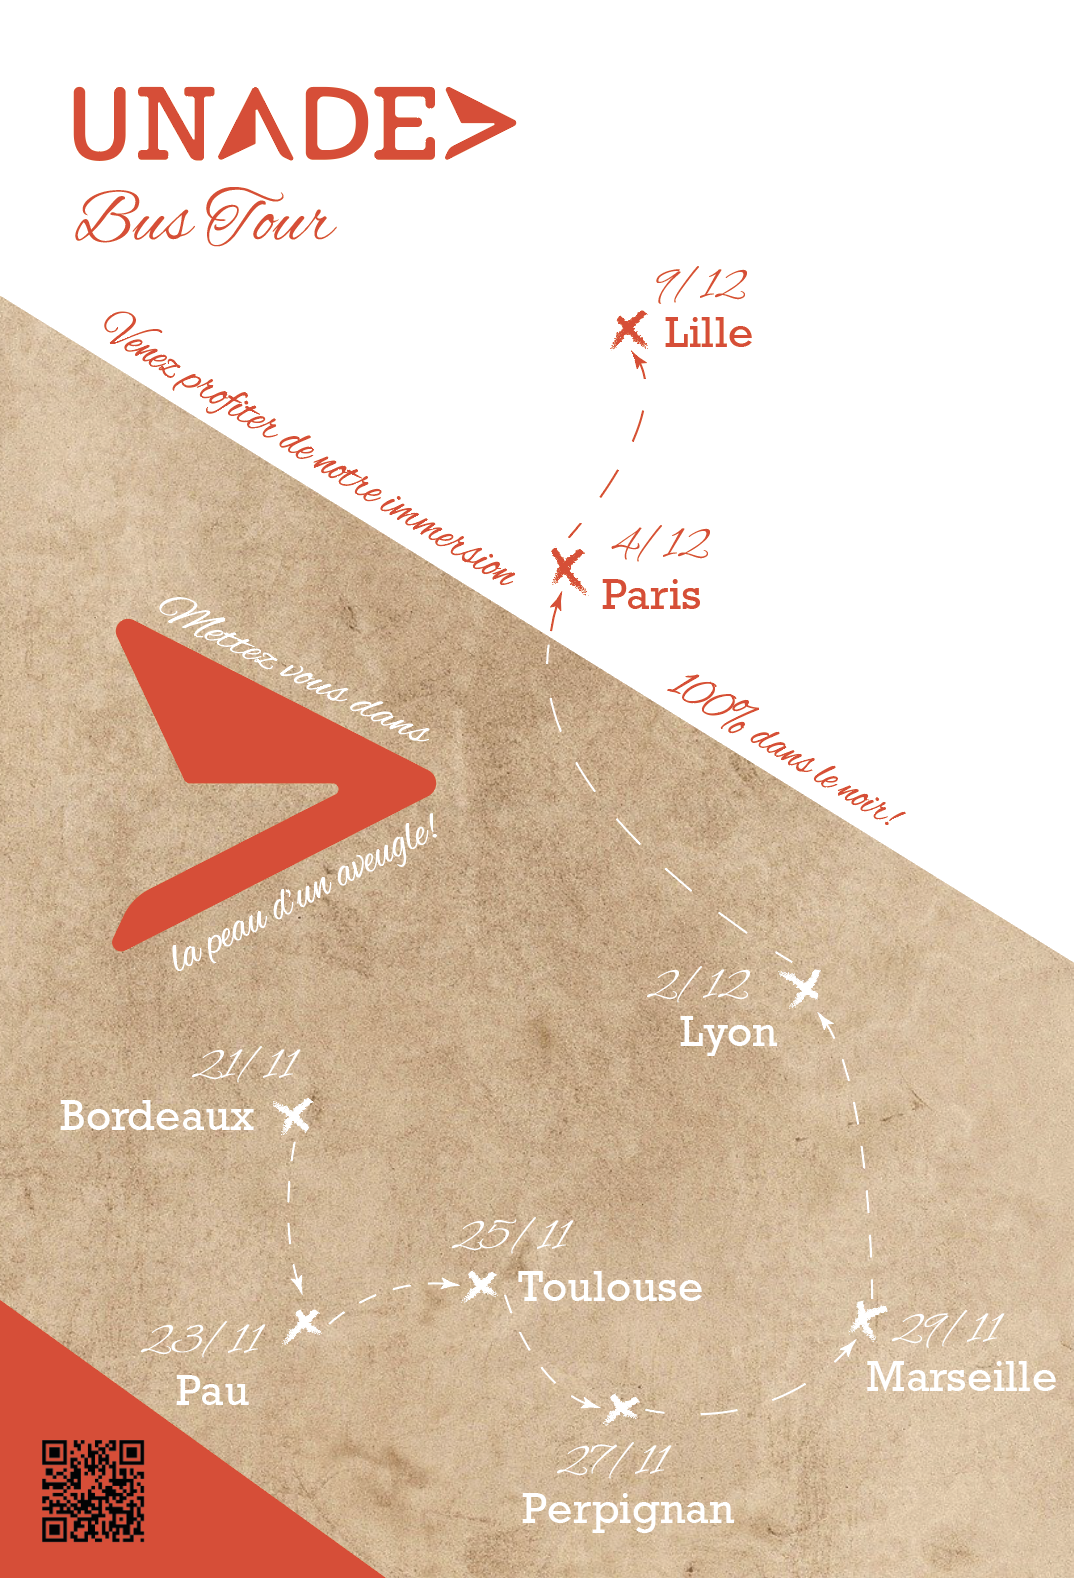 UNADEV
Bus Tour
9/12
Lille
Venez profiter de notre immersion
4/12
Paris
100% dans le noir!
Mettez vous dans
la peau d'un aveugle!
2/12
Lyon
21/11
Bordeaux
25/11
Toulouse
23/11
Pau
29/11
Marseille
27/11
Perpignan